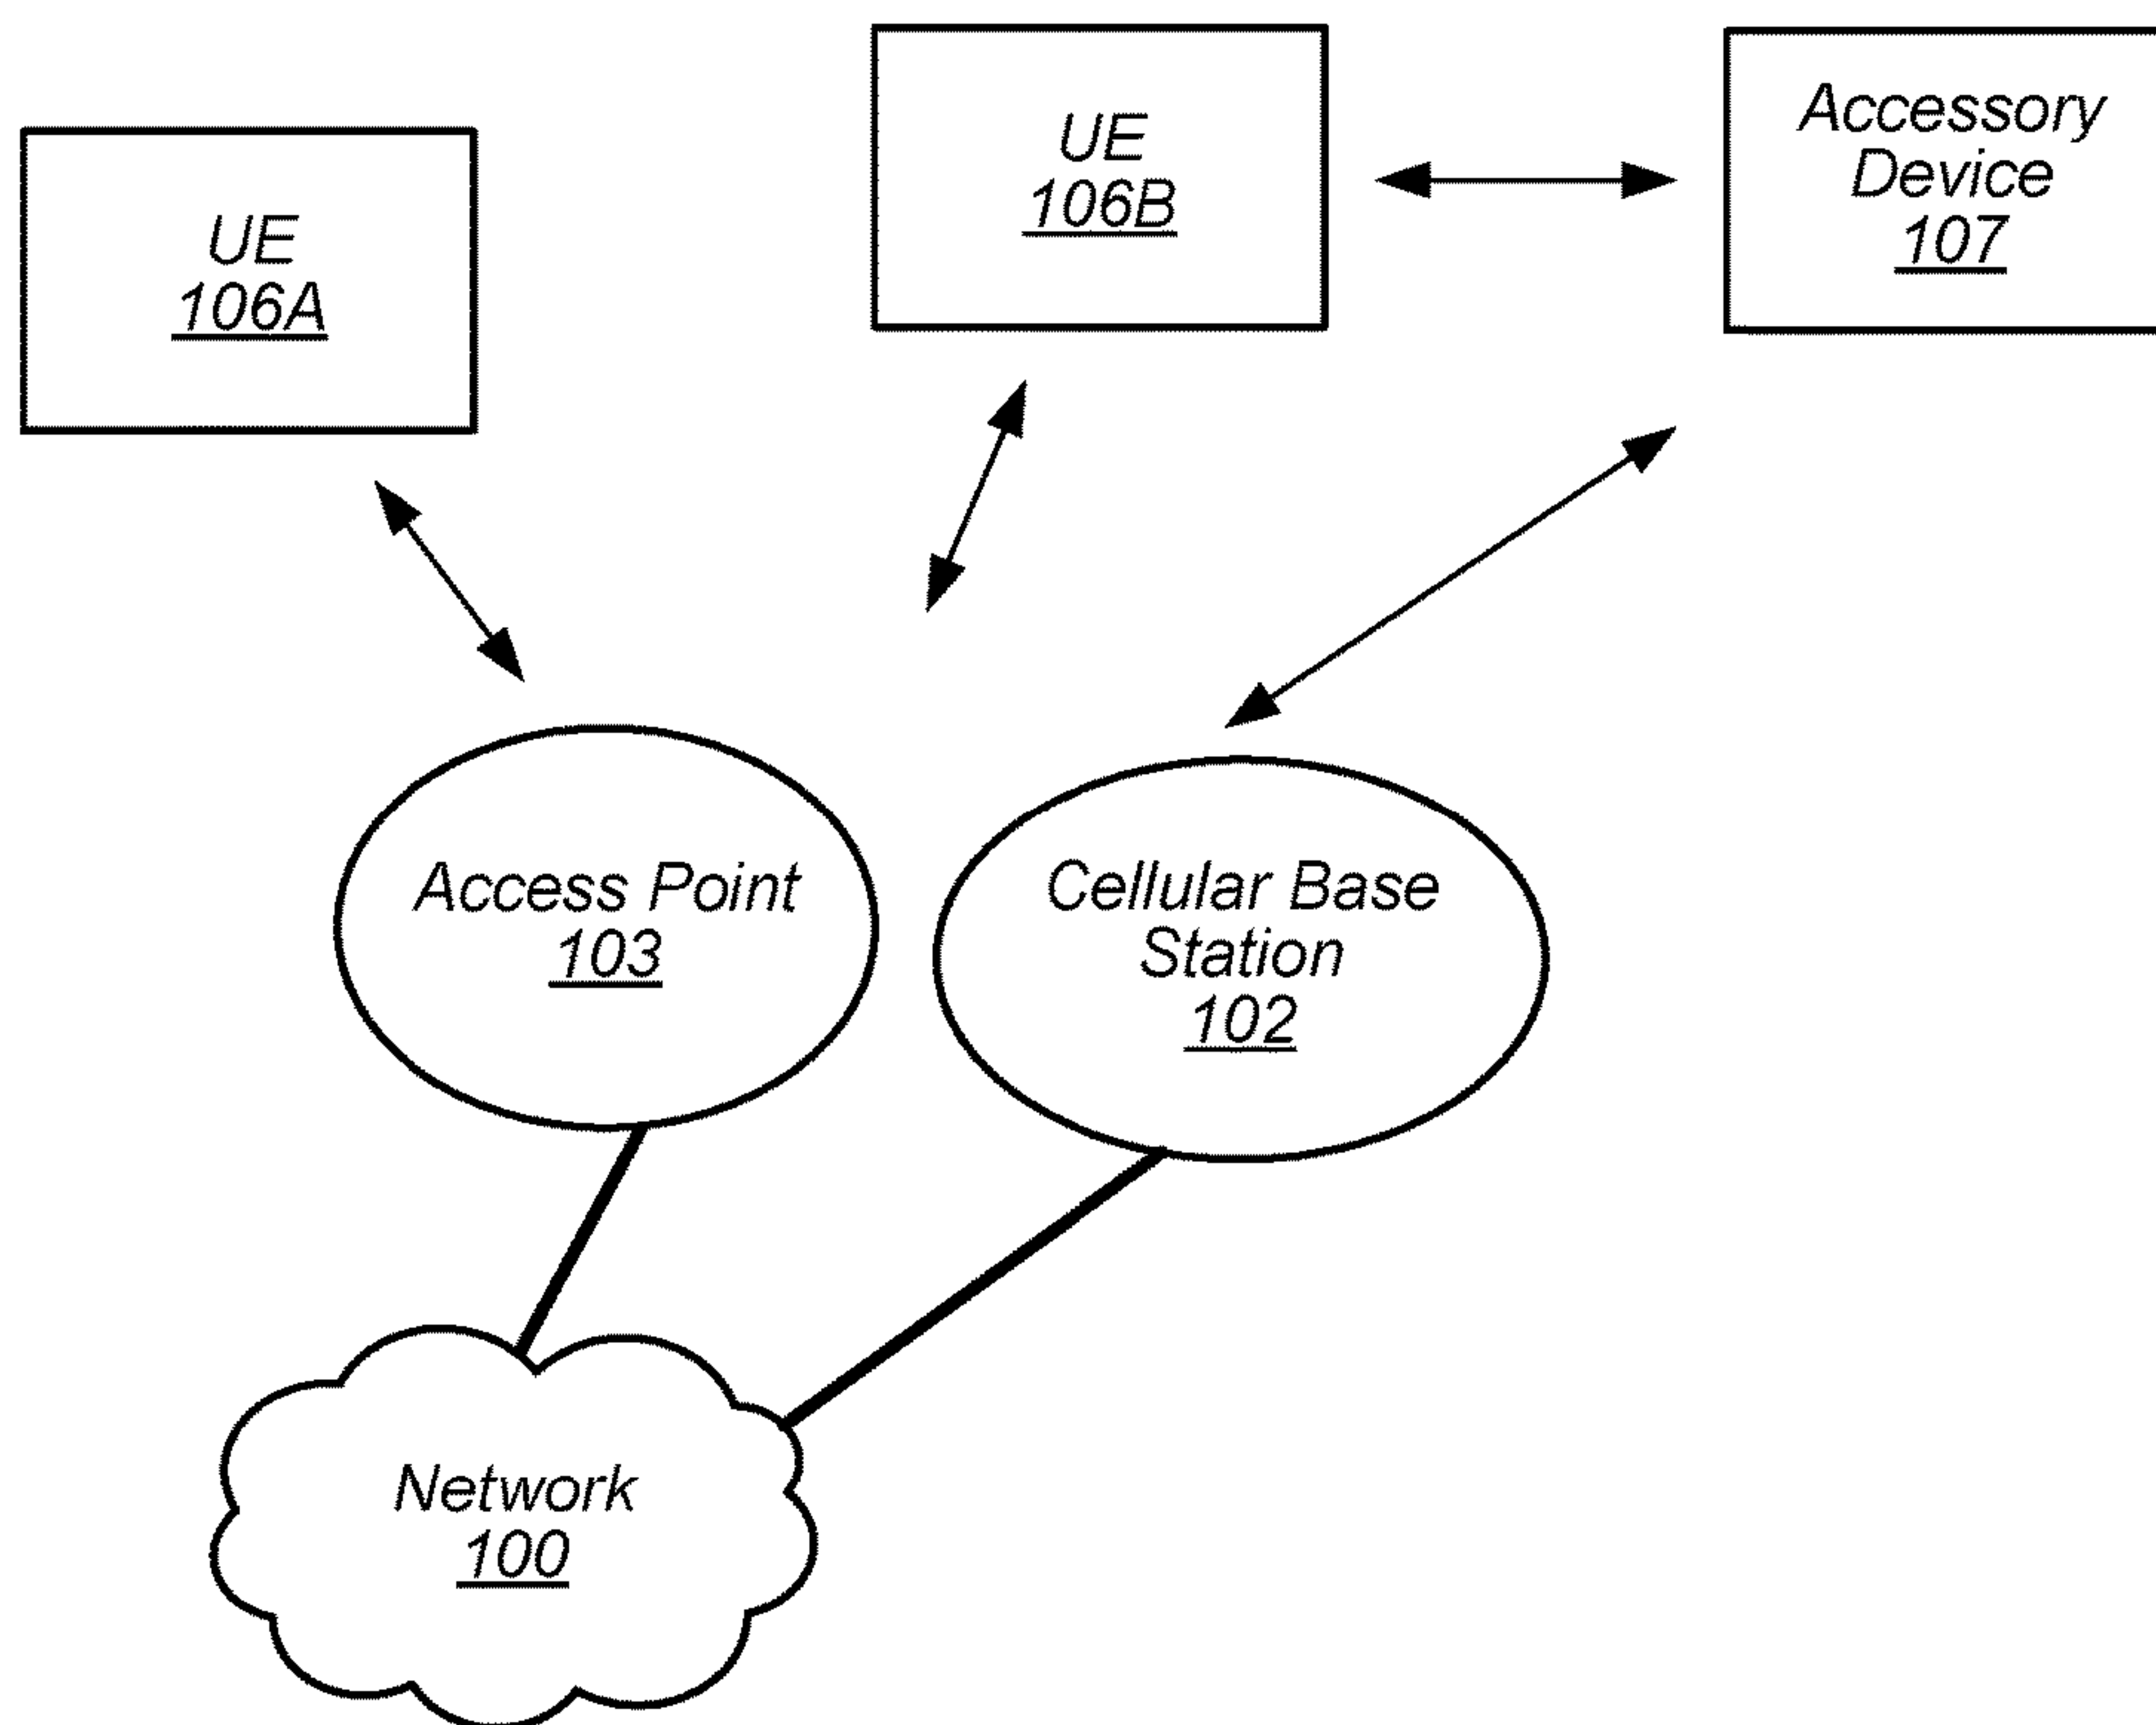 UE
106A
UE
106B
Accessory
Device
107
Access Point
103
Cellular Base
Station
102
Network
100